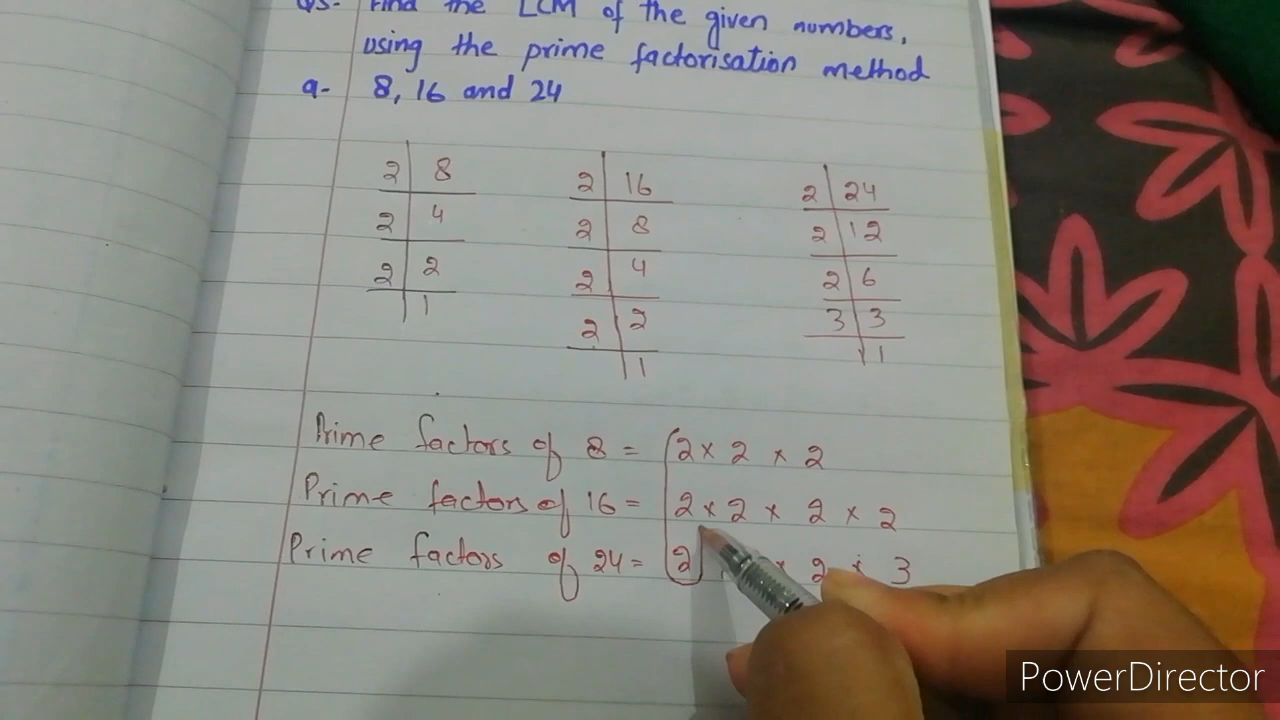 Q3- Find the LCM of the given numbers,
using the prime factorisation method
a- 8, 16 and 24
2 8
2 4
2 2
1
2 16
2 8
2 4
2 2
1
2 24
2 12
2 6
3 3
1
Prime factors of 8 = 2 × 2 × 2
Prime factors of 16 = 2 × 2 × 2 × 2
Prime factors of 24 = 2 × 2 × 3
PowerDirector